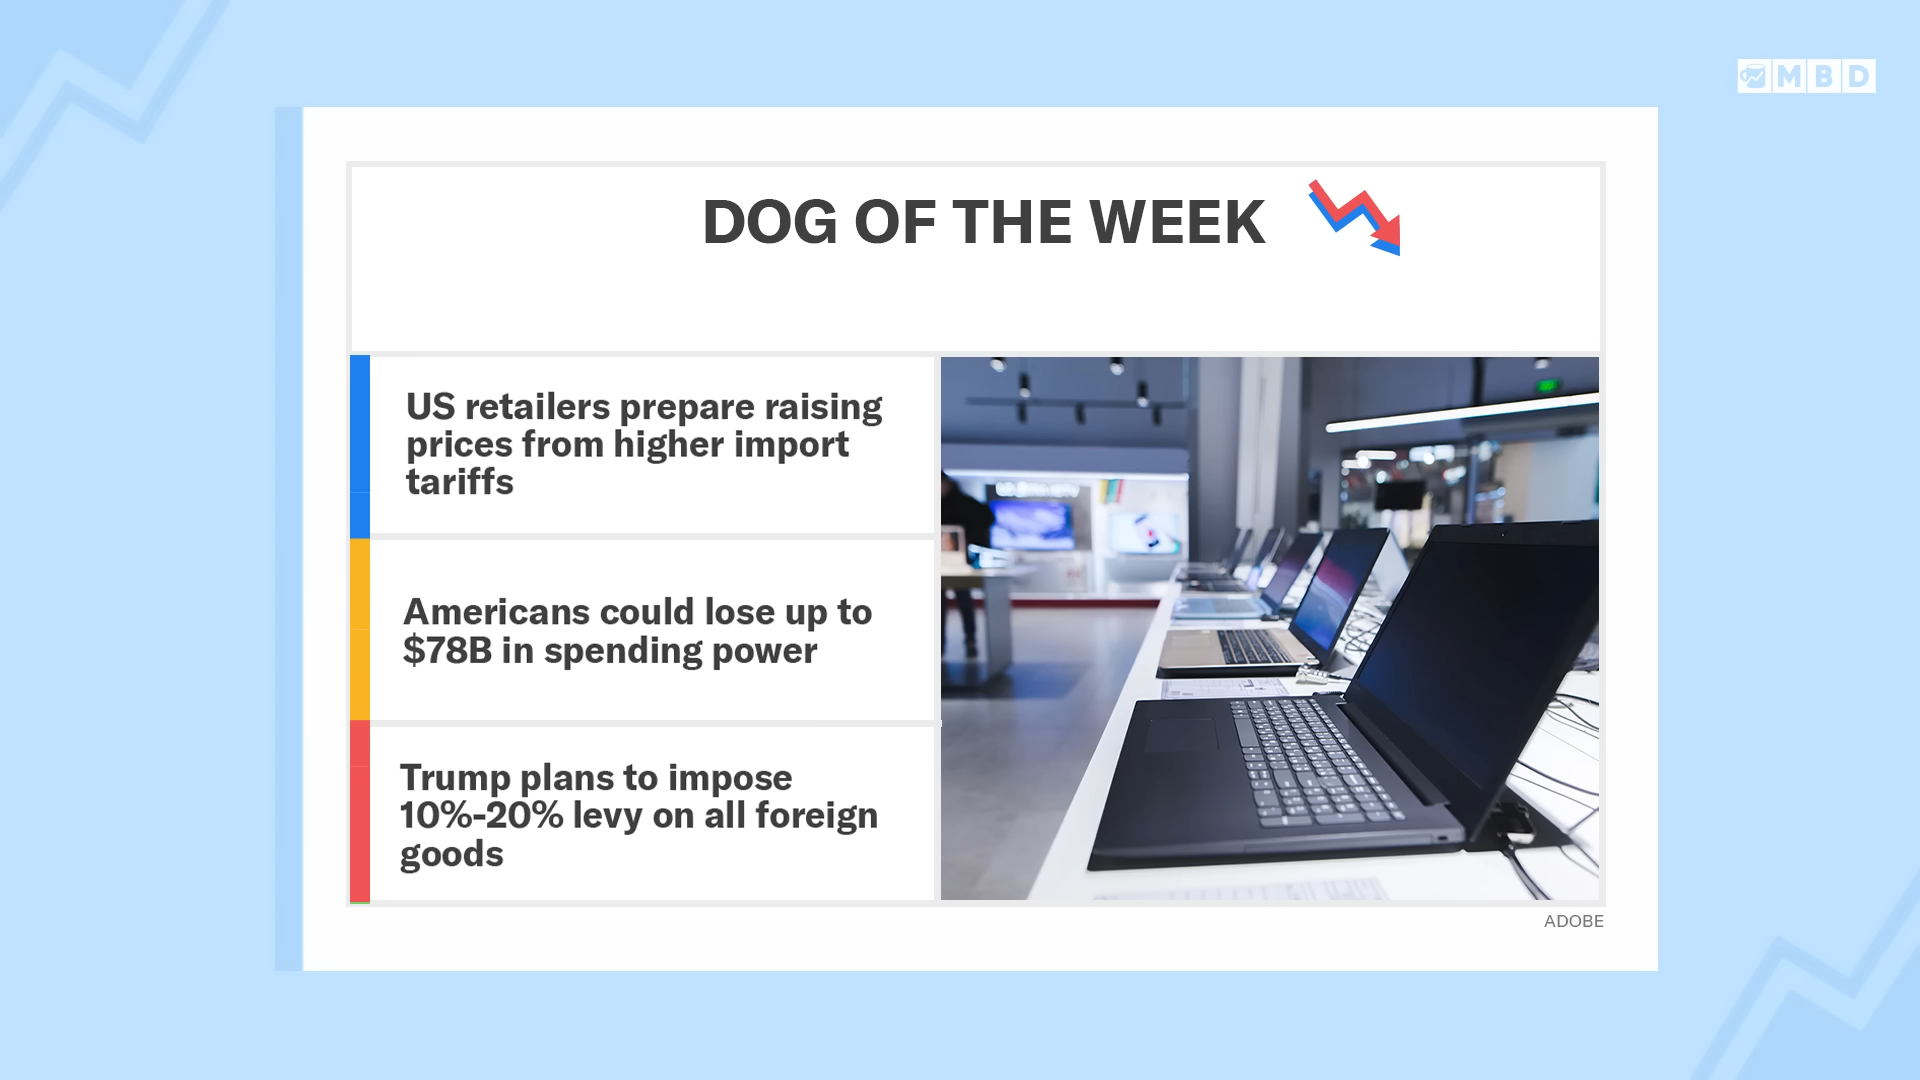 MBD
DOG OF THE WEEK
US retailers prepare raising
prices from higher import
tariffs
Americans could lose up to
$78B in spending power
Trump plans to impose
10%-20% levy on all foreign
goods
ADOBE